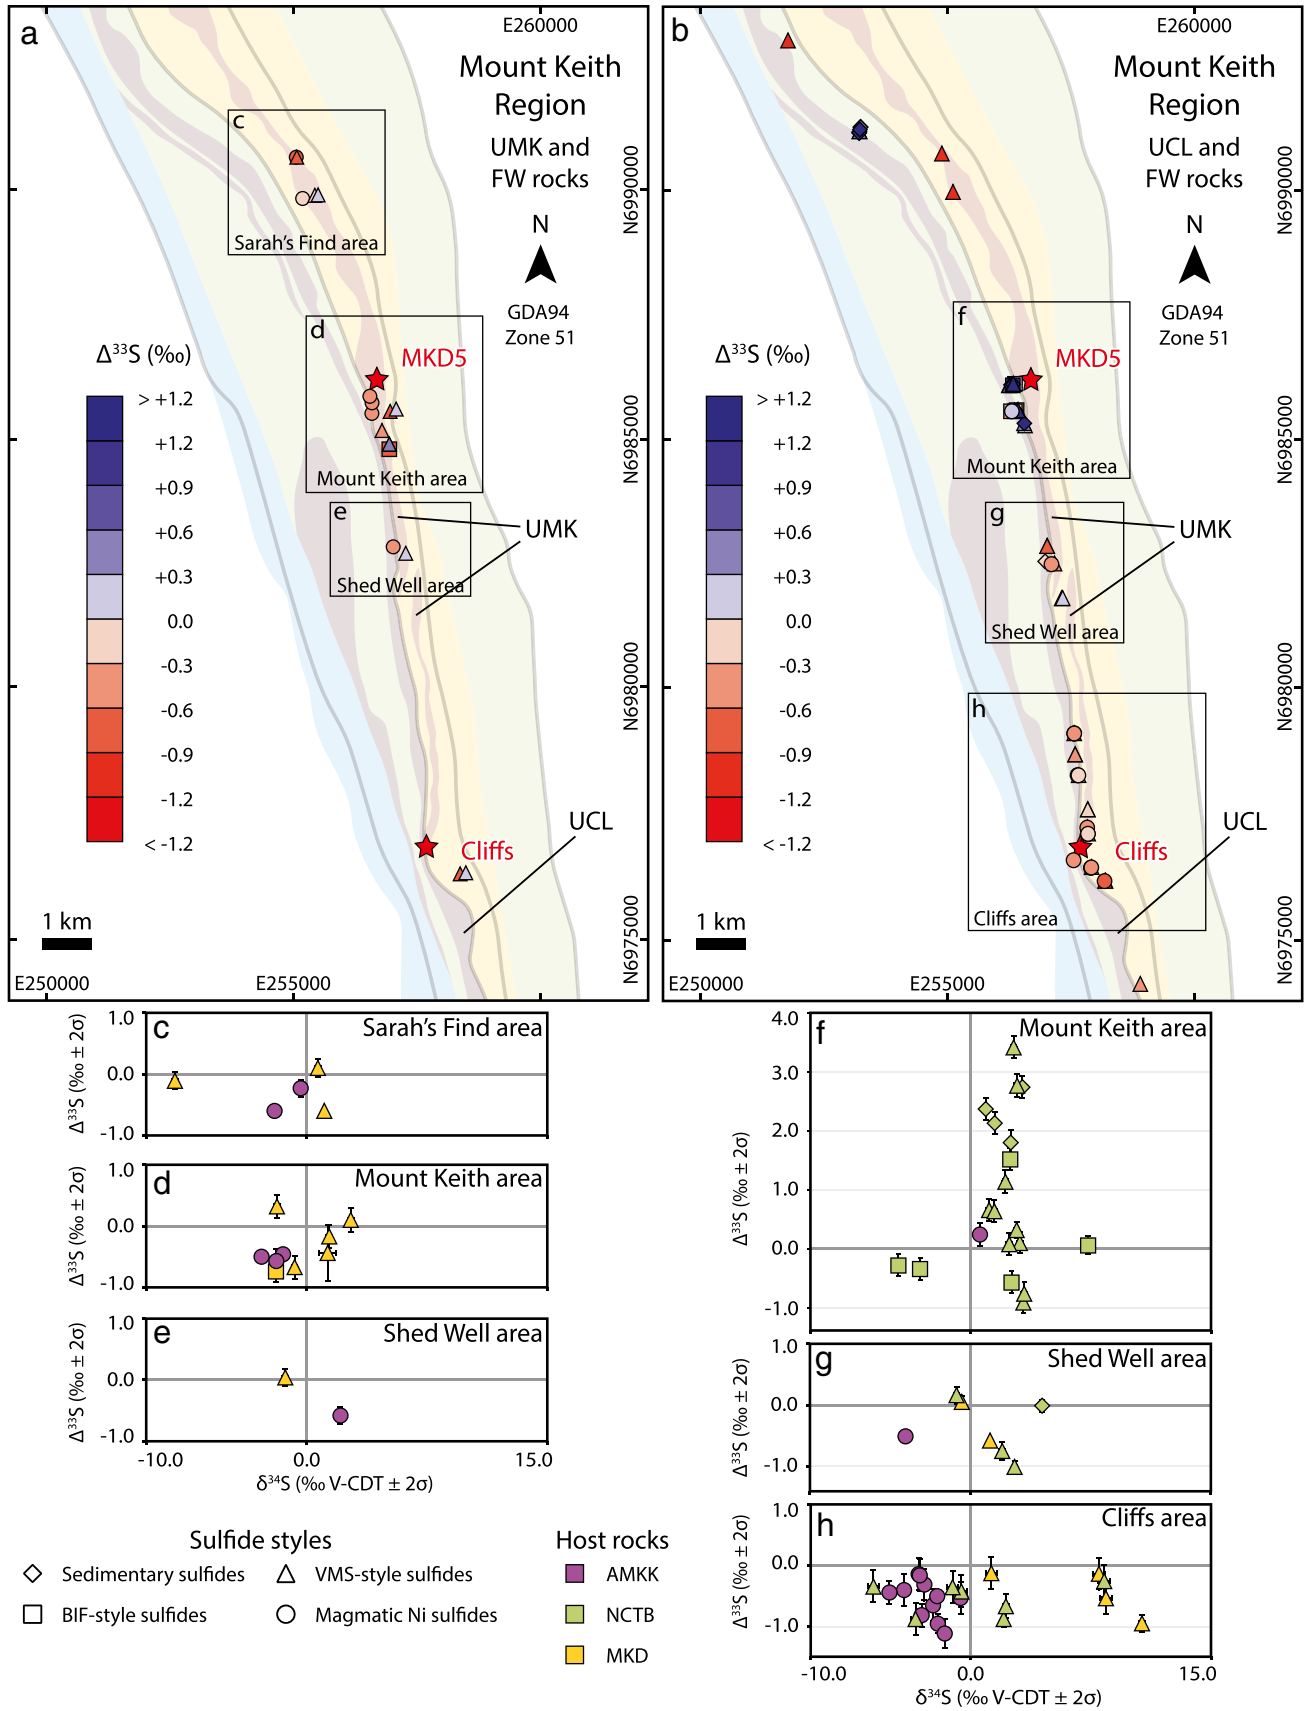 a
E260000
Mount Keith
Region
UMK and
FW rocks
N
GDA94
Zone 51
c
Sarah's Find area
d
MKD5
Mount Keith area
e
Shed Well area
UMK
UCL
Cliffs
Δ³³S (‰)
> +1.2
+1.2
+0.9
+0.6
+0.3
0.0
-0.3
-0.6
-0.9
-1.2
< -1.2
1 km
E250000
E255000
N6990000
N6985000
N6980000
N6975000
b
E260000
Mount Keith
Region
UCL and
FW rocks
N
GDA94
Zone 51
f
MKD5
Mount Keith area
g
UMK
Shed Well area
h
UCL
Cliffs
Cliffs area
Δ³³S (‰)
> +1.2
+1.2
+0.9
+0.6
+0.3
0.0
-0.3
-0.6
-0.9
-1.2
< -1.2
1 km
E250000
E255000
N6990000
N6985000
N6980000
N6975000
c
Sarah's Find area
1.0
0.0
-1.0
Δ³³S (‰ ± 2σ)
d
Mount Keith area
1.0
0.0
-1.0
Δ³³S (‰ ± 2σ)
e
Shed Well area
1.0
0.0
-1.0
Δ³³S (‰ ± 2σ)
-10.0 0.0 15.0
δ³⁴S (‰ V-CDT ± 2σ)
f
Mount Keith area
4.0
3.0
2.0
1.0
0.0
-1.0
Δ³³S (‰ ± 2σ)
g
Shed Well area
1.0
0.0
-1.0
Δ³³S (‰ ± 2σ)
h
Cliffs area
1.0
0.0
-1.0
Δ³³S (‰ ± 2σ)
-10.0 0.0 15.0
δ³⁴S (‰ V-CDT ± 2σ)
Sulfide styles
Sedimentary sulfides
VMS-style sulfides
BIF-style sulfides
Magmatic Ni sulfides
Host rocks
AMKK
NCTB
MKD